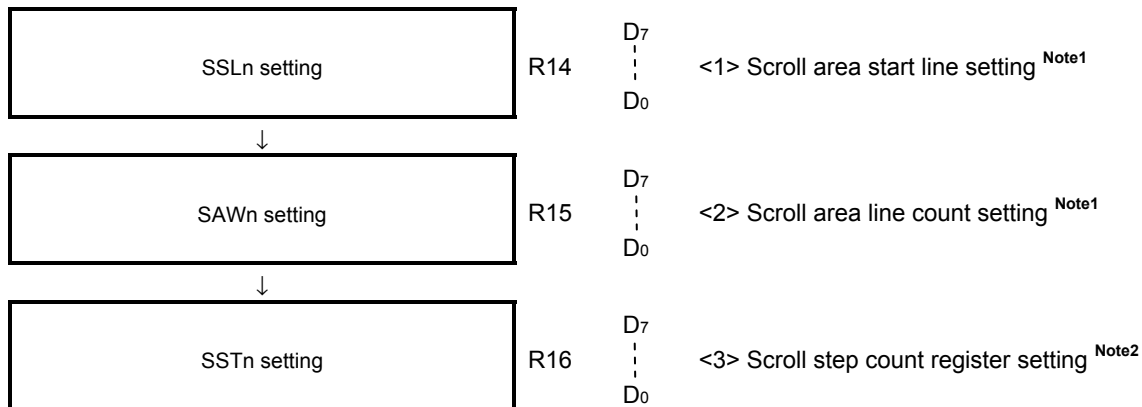 D7
SSLn setting R14 <1> Scroll area start line setting Note1
D0
↓
D7
SAWn setting R15 <2> Scroll area line count setting Note1
D0
↓
D7
SSTn setting R16 <3> Scroll step count register setting Note2
D0